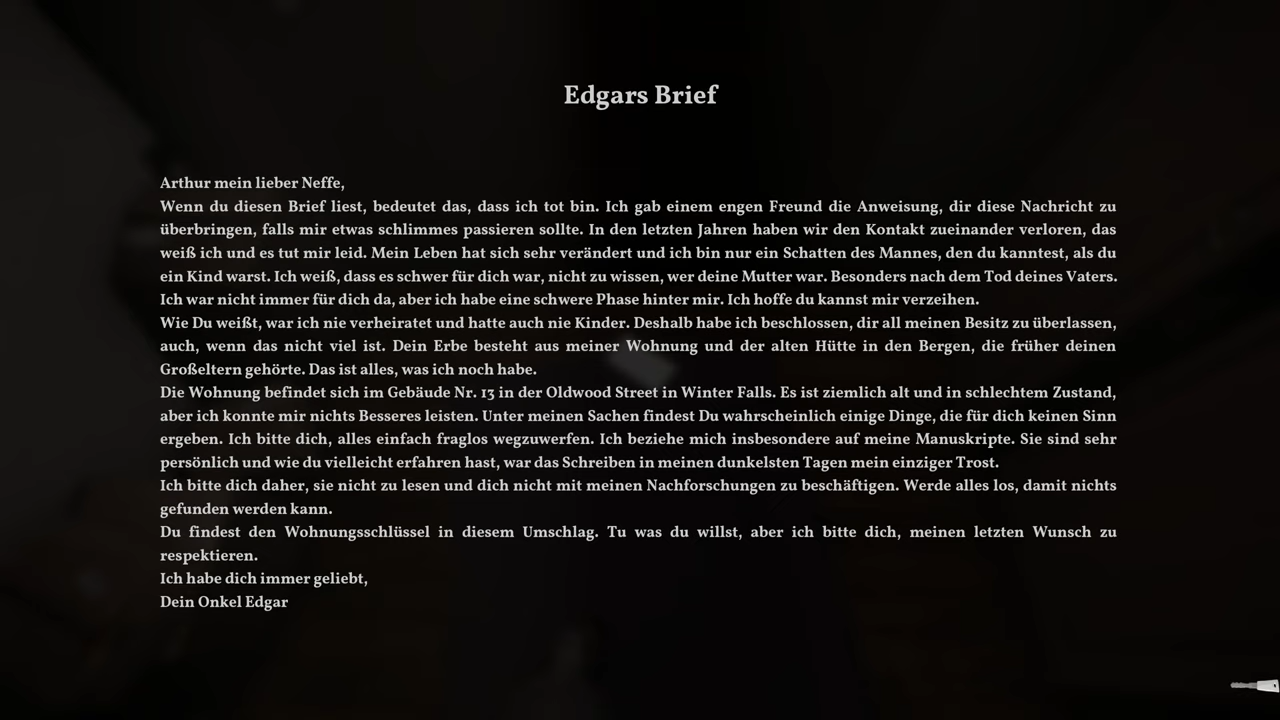 Edgars Brief
Arthur mein lieber Neffe,
Wenn du diesen Brief liest, bedeutet das, dass ich tot bin. Ich gab einem engen Freund die Anweisung, dir diese Nachricht zu
überbringen, falls mir etwas schlimmes passieren sollte. In den letzten Jahren haben wir den Kontakt zueinander verloren, das
weiß ich und es tut mir leid. Mein Leben hat sich sehr verändert und ich bin nur ein Schatten des Mannes, den du kanntest, als du
ein Kind warst. Ich weiß, dass es schwer für dich war, nicht zu wissen, wer deine Mutter war. Besonders nach dem Tod deines Vaters.
Ich war nicht immer für dich da, aber ich habe eine schwere Phase hinter mir. Ich hoffe du kannst mir verzeihen.
Wie Du weißt, war ich nie verheiratet und hatte auch nie Kinder. Deshalb habe ich beschlossen, dir all meinen Besitz zu überlassen,
auch, wenn das nicht viel ist. Dein Erbe besteht aus meiner Wohnung und der alten Hütte in den Bergen, die früher deinen
Großeltern gehörte. Das ist alles, was ich noch habe.
Die Wohnung befindet sich im Gebäude Nr. 13 in der Oldwood Street in Winter Falls. Es ist ziemlich alt und in schlechtem Zustand,
aber ich konnte mir nichts Besseres leisten. Unter meinen Sachen findest Du wahrscheinlich einige Dinge, die für dich keinen Sinn
ergeben. Ich bitte dich, alles einfach fraglos wegzuwerfen. Ich beziehe mich insbesondere auf meine Manuskripte. Sie sind sehr
persönlich und wie du vielleicht erfahren hast, war das Schreiben in meinen dunkelsten Tagen mein einziger Trost.
Ich bitte dich daher, sie nicht zu lesen und dich nicht mit meinen Nachforschungen zu beschäftigen. Werde alles los, damit nichts
gefunden werden kann.
Du findest den Wohnungsschlüssel in diesem Umschlag. Tu was du willst, aber ich bitte dich, meinen letzten Wunsch zu
respektieren.
Ich habe dich immer geliebt,
Dein Onkel Edgar